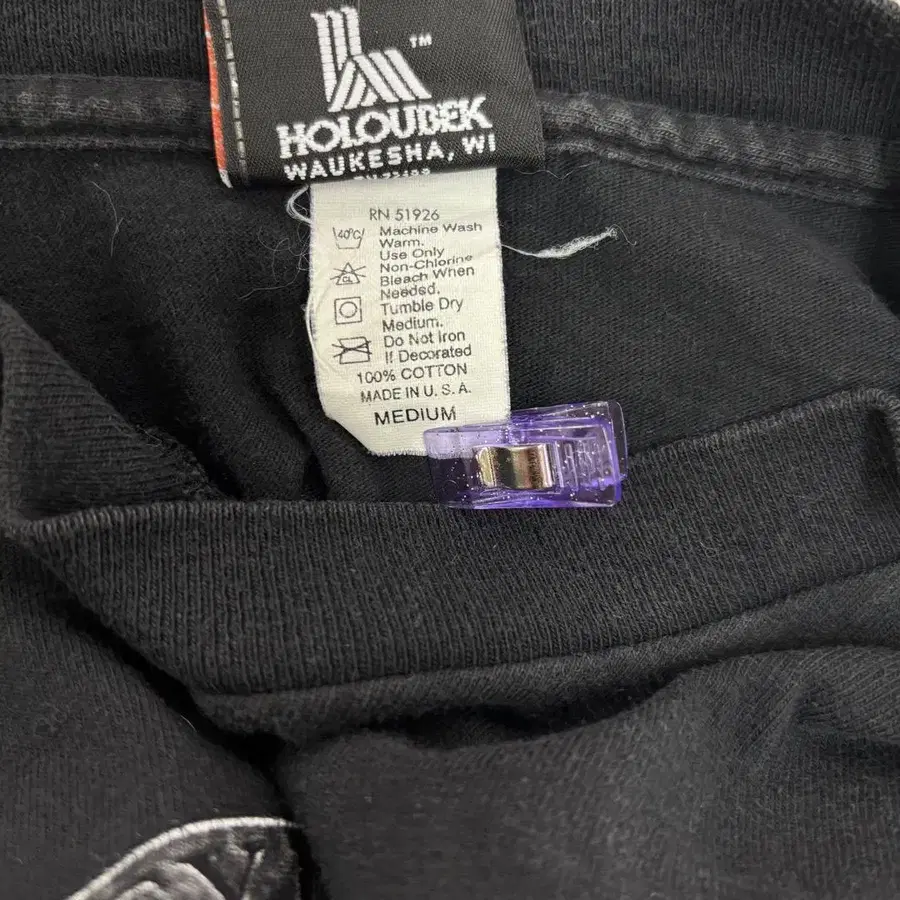 TM
HOLOUBEK
WAUKESHA, WI
RN 51926
40°C Machine Wash
Warm.
Use Only
Non-Chlorine
CL Bleach When
Needed.
Tumble Dry
Medium.
Do Not Iron
If Decorated
100% COTTON
MADE IN U.S.A.
MEDIUM